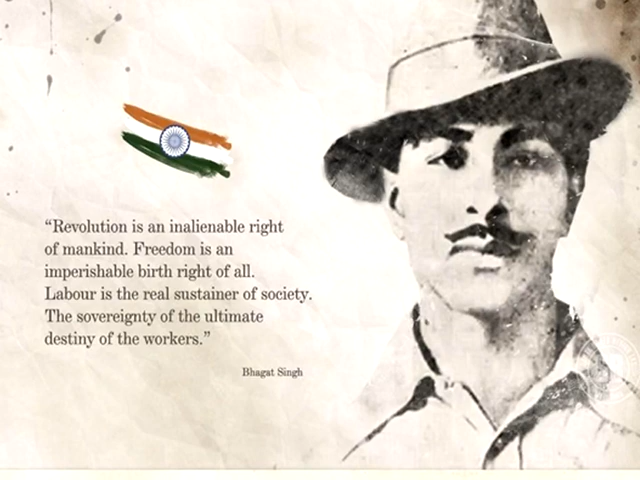 “Revolution is an inalienable right
of mankind. Freedom is an
imperishable birth right of all.
Labour is the real sustainer of society.
The sovereignty of the ultimate
destiny of the workers.”
Bhagat Singh